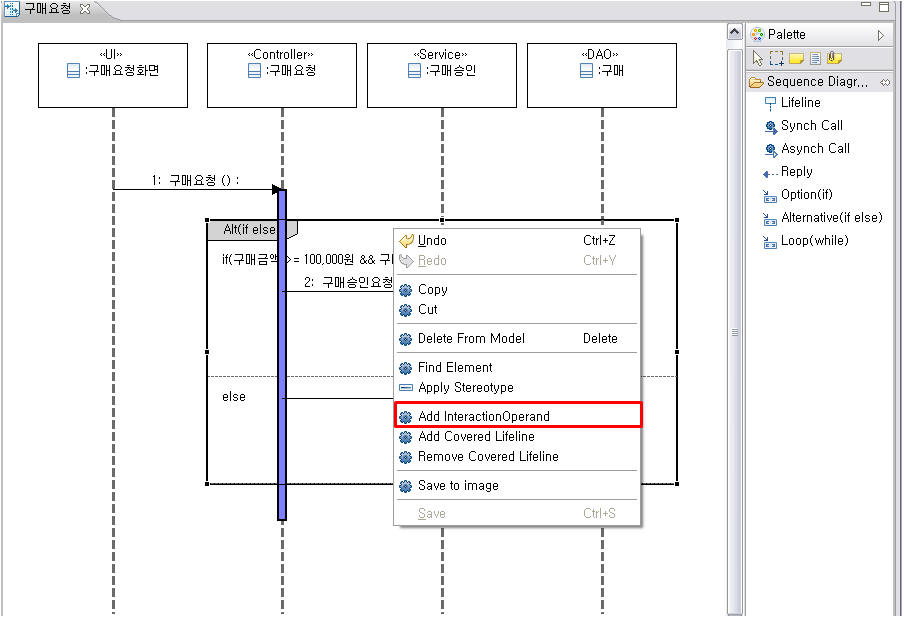 구매요청
«UI»
:구매요청화면
«Controller»
:구매요청
«Service»
:구매승인
«DAO»
:구매
1: 구매요청 () :
Alt(if else
if(구매금액>= 100,000원 && 구
2: 구매승인요청
else
Undo Ctrl+Z
Redo Ctrl+Y
Copy
Cut
Delete From Model Delete
Find Element
Apply Stereotype
Add InteractionOperand
Add Covered Lifeline
Remove Covered Lifeline
Save to image
Save Ctrl+S
Palette
Sequence Diagr...
Lifeline
Synch Call
Asynch Call
Reply
Option(if)
Alternative(if else)
Loop(while)